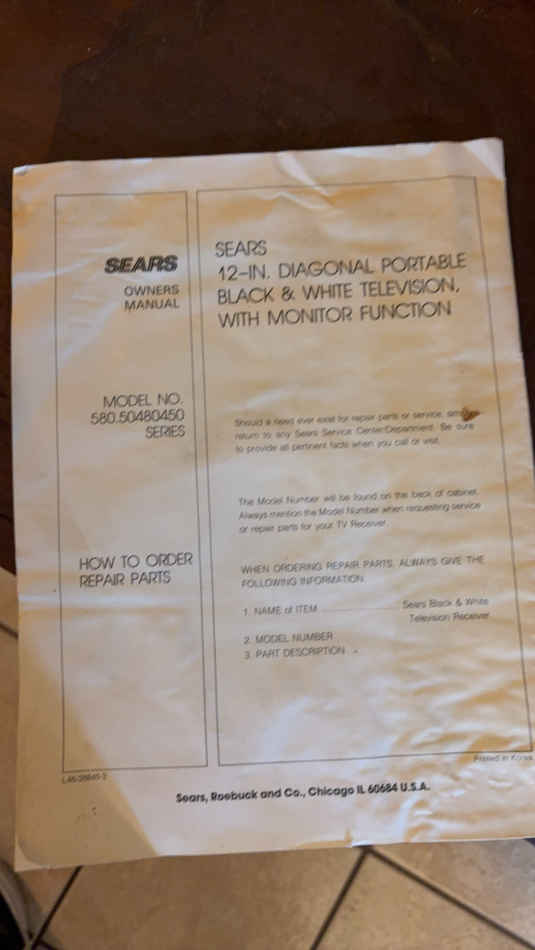 SEARS
OWNERS
MANUAL
MODEL NO.
580.50480450
SERIES
HOW TO ORDER
REPAIR PARTS
SEARS
12-IN. DIAGONAL PORTABLE
BLACK & WHITE TELEVISION,
WITH MONITOR FUNCTION
Should a need ever exist for repair parts or service, simply
return to any Sears Service Center/Department. Be sure
to provide all pertinent facts when you call or visit.
The Model Number will be found on the back of cabinet.
Always mention the Model Number when requesting service
or repair parts for your TV Receiver.
WHEN ORDERING REPAIR PARTS, ALWAYS GIVE THE
FOLLOWING INFORMATION:
1. NAME of ITEM Sears Black & White
Television Receiver
2. MODEL NUMBER
3. PART DESCRIPTION
Printed in Korea
Sears, Roebuck and Co., Chicago IL 60684 U.S.A.